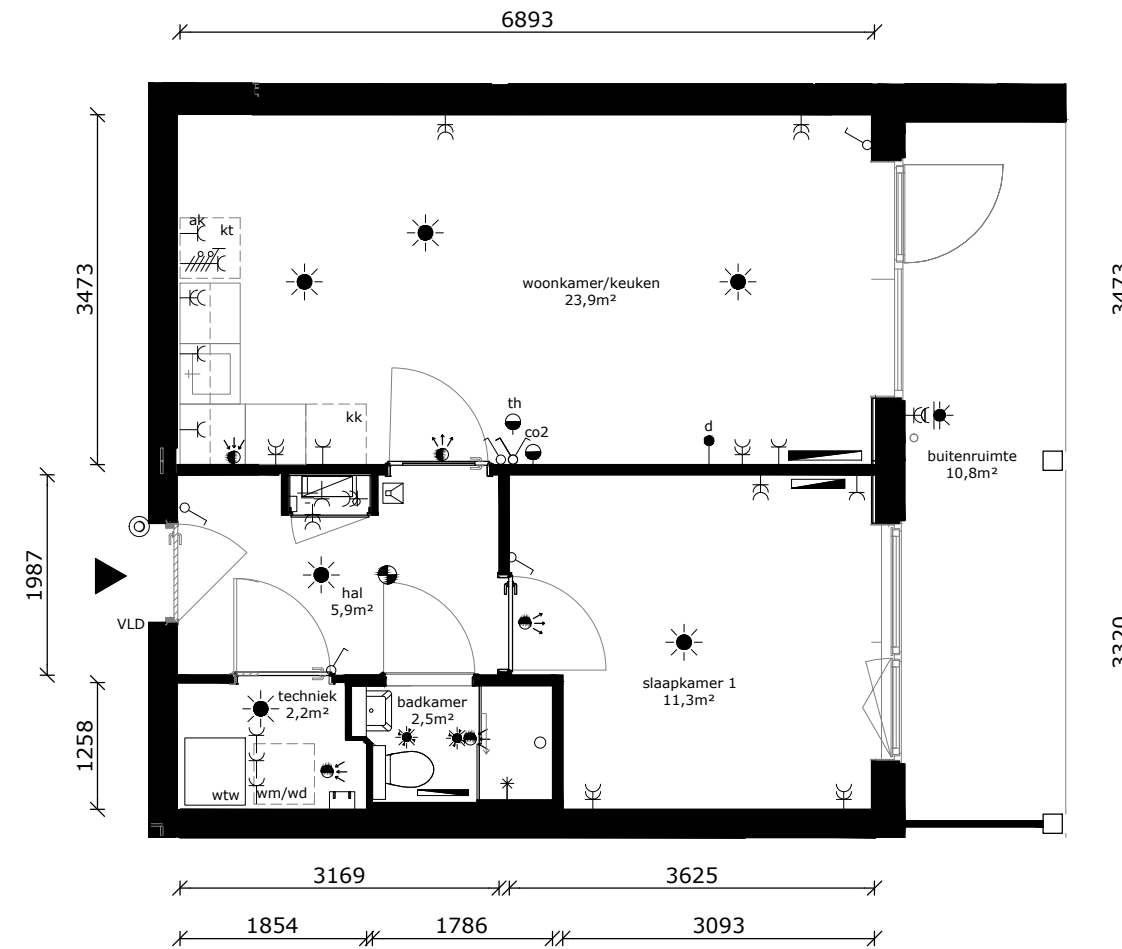 6893
ak
kt
3473
woonkamer/keuken
23,9m²
3473
kk
th
co2
d
buitenruimte
10,8m²
1987
hal
5,9m²
VLD
3320
slaapkamer 1
11,3m²
techniek
2,2m²
badkamer
2,5m²
1258
wtw
wm/wd
3169
3625
1854
1786
3093